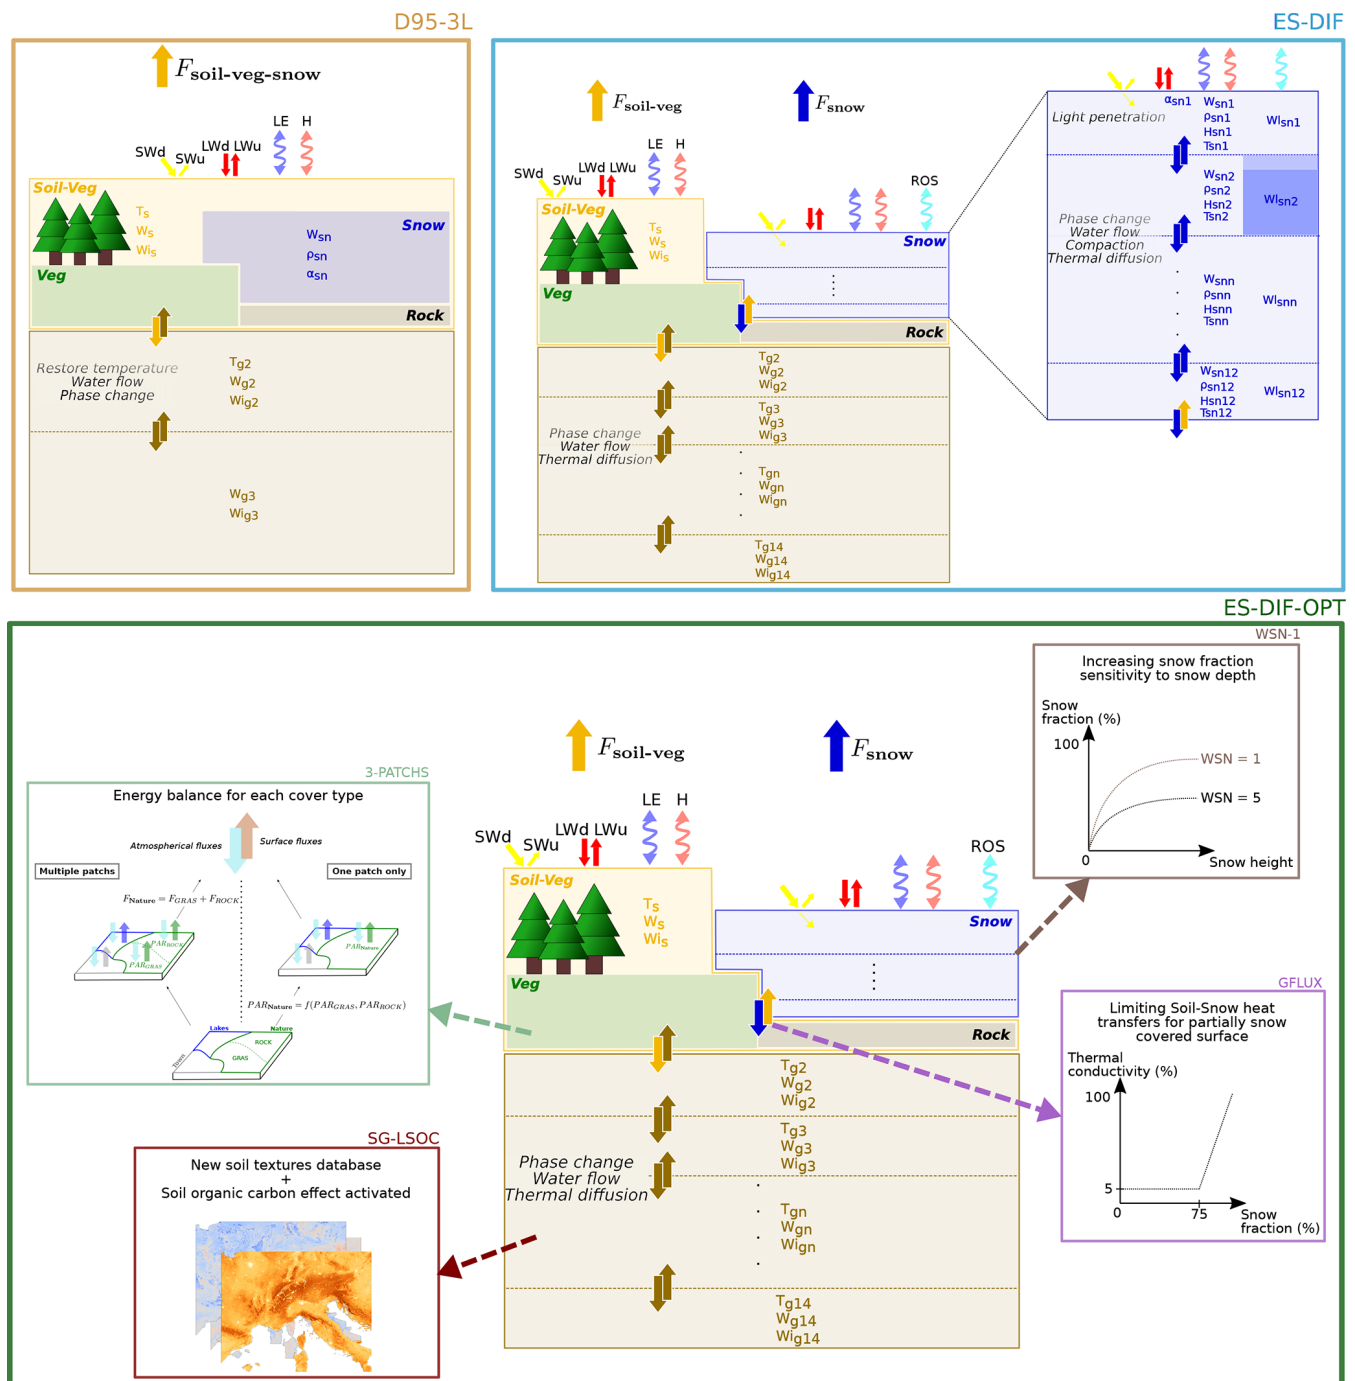 D95-3L
F soil-veg-snow
LE H
SWd SWu LWd LWu
Soil-Veg
Ts
Ws
Wis
Snow
Wsn
ρsn
αsn
Veg
Rock
Restore temperature
Water flow
Phase change
Tg2
Wg2
Wig2
Wg3
Wig3
ES-DIF
F soil-veg
F snow
LE H
SWd SWu LWd LWu
ROS
Soil-Veg
Ts
Ws
Wis
Snow
Veg
Rock
Tg2
Wg2
Wig2
Tg3
Wg3
Wig3
Phase change
Water flow
Thermal diffusion
Tgn
Wgn
Wign
Tg14
Wg14
Wig14
αsn1
Light penetration
Wsn1
ρsn1
Hsn1
Tsn1
Wlsn1
Wsn2
ρsn2
Hsn2
Tsn2
Wlsn2
Phase change
Water flow
Compaction
Thermal diffusion
Wsnn
ρsnn
Hsnn
Tsnn
Wlsnn
Wsn12
ρsn12
Hsn12
Tsn12
Wlsn12
ES-DIF-OPT
WSN-1
Increasing snow fraction
sensitivity to snow depth
Snow
fraction (%)
100
WSN = 1
WSN = 5
0
Snow height
F soil-veg
F snow
LE H
SWd SWu LWd LWu
ROS
Soil-Veg
Ts
Ws
Wis
Snow
Veg
Rock
Tg2
Wg2
Wig2
Tg3
Wg3
Wig3
Phase change
Water flow
Thermal diffusion
Tgn
Wgn
Wign
Tg14
Wg14
Wig14
3-PATCHS
Energy balance for each cover type
Atmospherical fluxes
Surface fluxes
Multiple patchs
One patch only
FNature = FGRAS + FROCK
PARROCK
PARGRAS
PARNature
PARNature = f(PARGRAS, PARROCK)
Lakes
Nature
Town
ROCK
GRAS
GFLUX
Limiting Soil-Snow heat
transfers for partially snow
covered surface
Thermal
conductivity (%)
100
5
0
75
Snow
fraction (%)
SG-LSOC
New soil textures database
+
Soil organic carbon effect activated